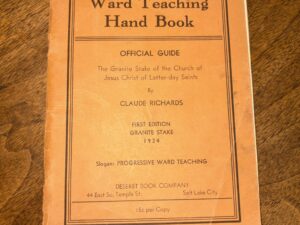 Ward Teaching
Hand Book
OFFICIAL GUIDE
The Granite Stake of the Church of
Jesus Christ of Latter-day Saints
By
CLAUDE RICHARDS
FIRST EDITION
GRANITE STAKE
1934
Slogan: PROGRESSIVE WARD TEACHING
DESERET BOOK COMPANY
44 East So. Temple St. Salt Lake City
15c per Copy